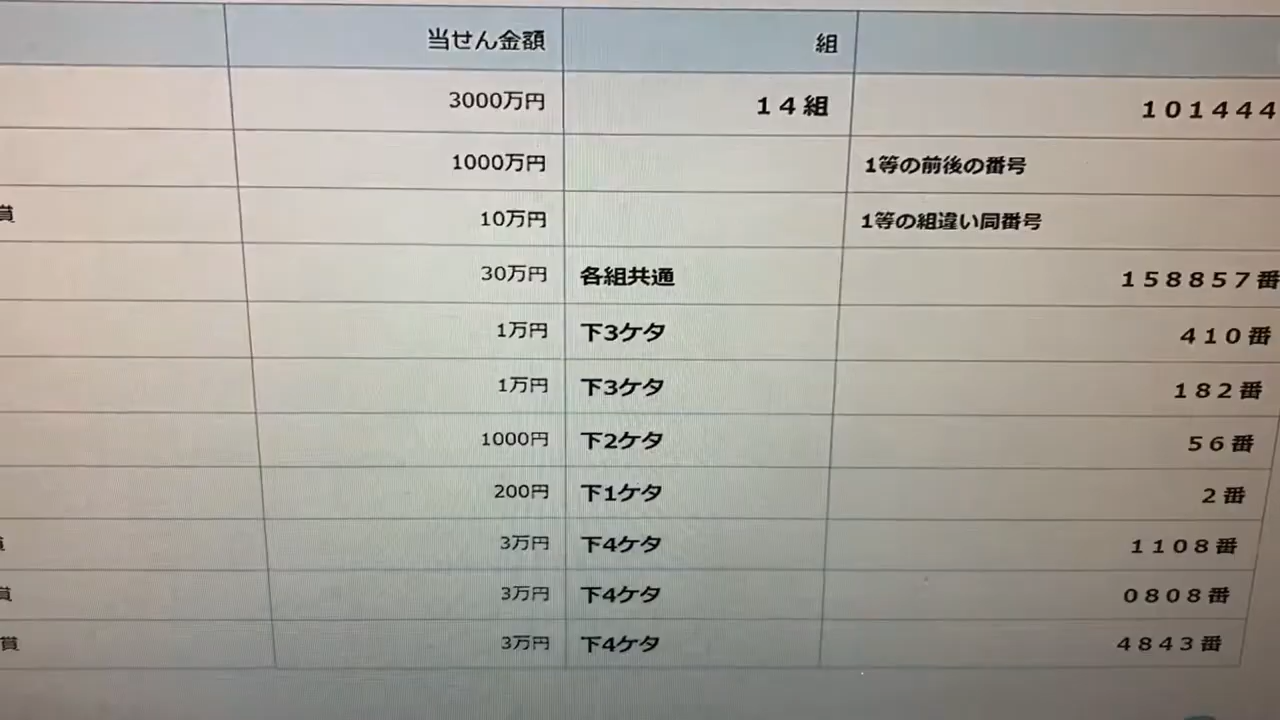 当せん金額 組
3000万円 14組 101444
1000万円 1等の前後の番号
賞 10万円 1等の組違い同番号
30万円 各組共通 158857番
1万円 下3ケタ 410番
1万円 下3ケタ 182番
1000円 下2ケタ 56番
200円 下1ケタ 2番
3万円 下4ケタ 1108番
賞 3万円 下4ケタ 0808番
賞 3万円 下4ケタ 4843番